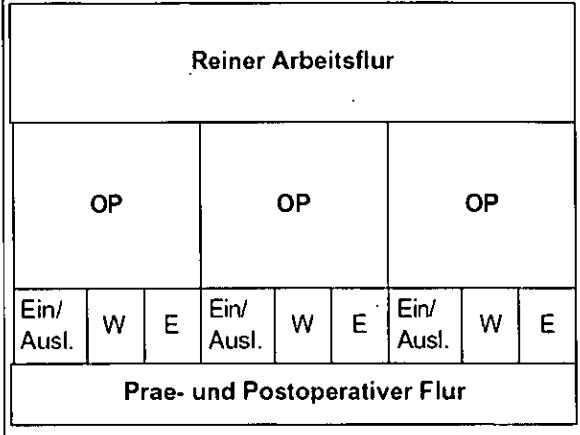 Reiner Arbeitsflur
OP OP OP
Ein/ Ausl. W E Ein/ Ausl. W E Ein/ Ausl. W E
Prae- und Postoperativer Flur